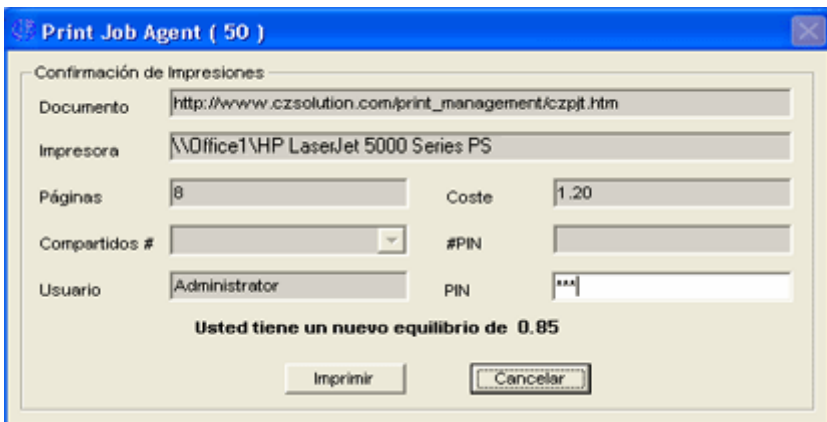 Print Job Agent ( 50 )
Confirmación de Impresiones
Documento http://www.czsolution.com/print_management/czpjt.htm
Impresora \\Office1\HP LaserJet 5000 Series PS
Páginas 8 Coste 1.20
Compartidos # #PIN
Usuario Administrator PIN ***
Usted tiene un nuevo equilibrio de 0.85
Imprimir Cancelar